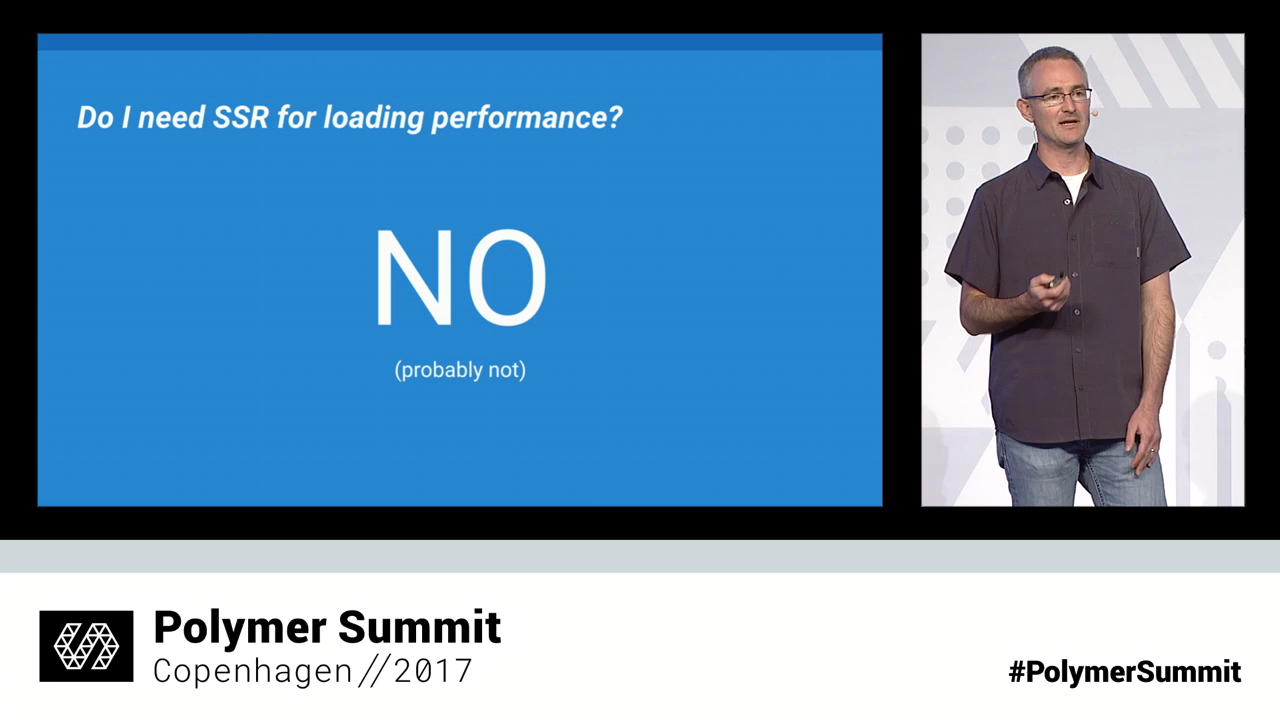 Do I need SSR for loading performance?
NO
(probably not)
Polymer Summit
Copenhagen//2017
#PolymerSummit